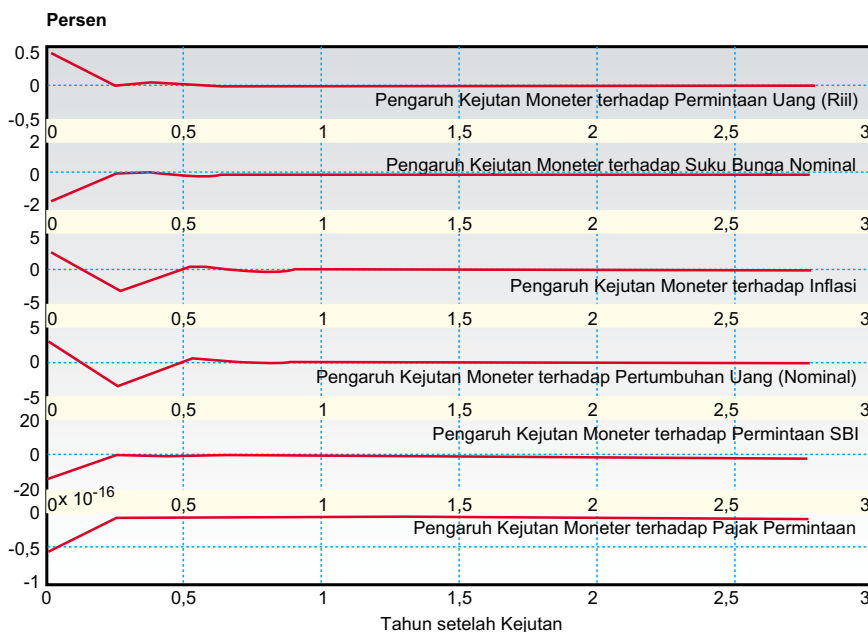 Persen
0.5
0
-0,5
Pengaruh Kejutan Moneter terhadap Permintaan Uang (Riil)
0 0,5 1 1,5 2 2,5 3
2
0
-2
Pengaruh Kejutan Moneter terhadap Suku Bunga Nominal
0 0,5 1 1,5 2 2,5 3
5
0
-5
Pengaruh Kejutan Moneter terhadap Inflasi
0 0,5 1 1,5 2 2,5 3
5
0
-5
Pengaruh Kejutan Moneter terhadap Pertumbuhan Uang (Nominal)
0 0,5 1 1,5 2 2,5 3
20
0
-20
Pengaruh Kejutan Moneter terhadap Permintaan SBI
0 0,5 1 1,5 2 2,5 3
x 10-16
0
-0,5
-1
Pengaruh Kejutan Moneter terhadap Pajak Permintaan
0 0,5 1 1,5 2 2,5 3
Tahun setelah Kejutan